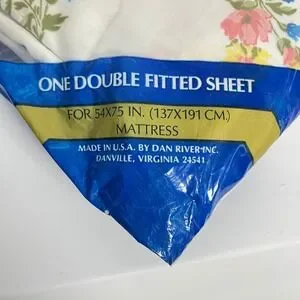 ONE DOUBLE FITTED SHEET
FOR 54X75 IN. (137X191 CM.)
MATTRESS
MADE IN U.S.A. BY DAN RIVER INC.
DANVILLE, VIRGINIA 24541